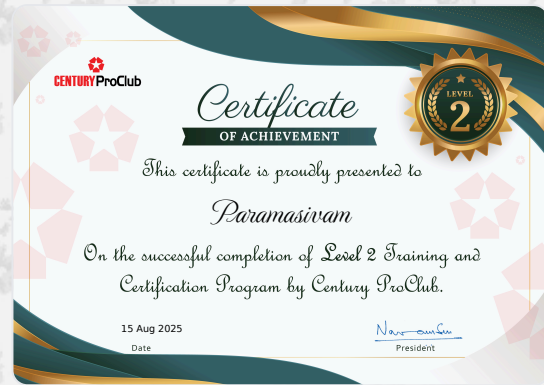 CENTURY ProClub
LEVEL
2
Certificate
OF ACHIEVEMENT
This certificate is proudly presented to
Paramasivam
On the successful completion of Level 2 Training and
Certification Program by Century ProClub.
15 Aug 2025
Date
President